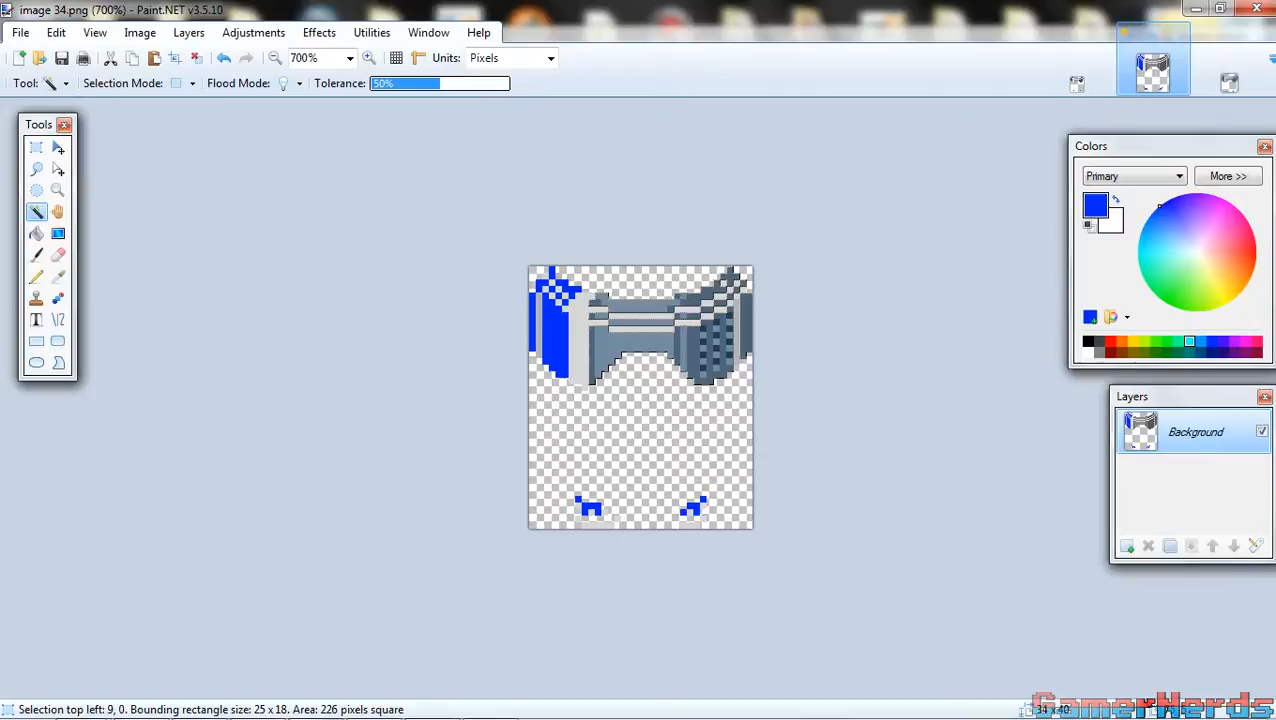 image 34.png (700%) - Paint.NET v3.5.10
File Edit View Image Layers Adjustments Effects Utilities Window Help
700% Units: Pixels
Tool: Selection Mode: Flood Mode: Tolerance: 50%
Tools
Colors
Primary More >>
Layers
Background
Selection top left: 9, 0. Bounding rectangle size: 25 x 18. Area: 226 pixels square
34 x 40
GamerNerds